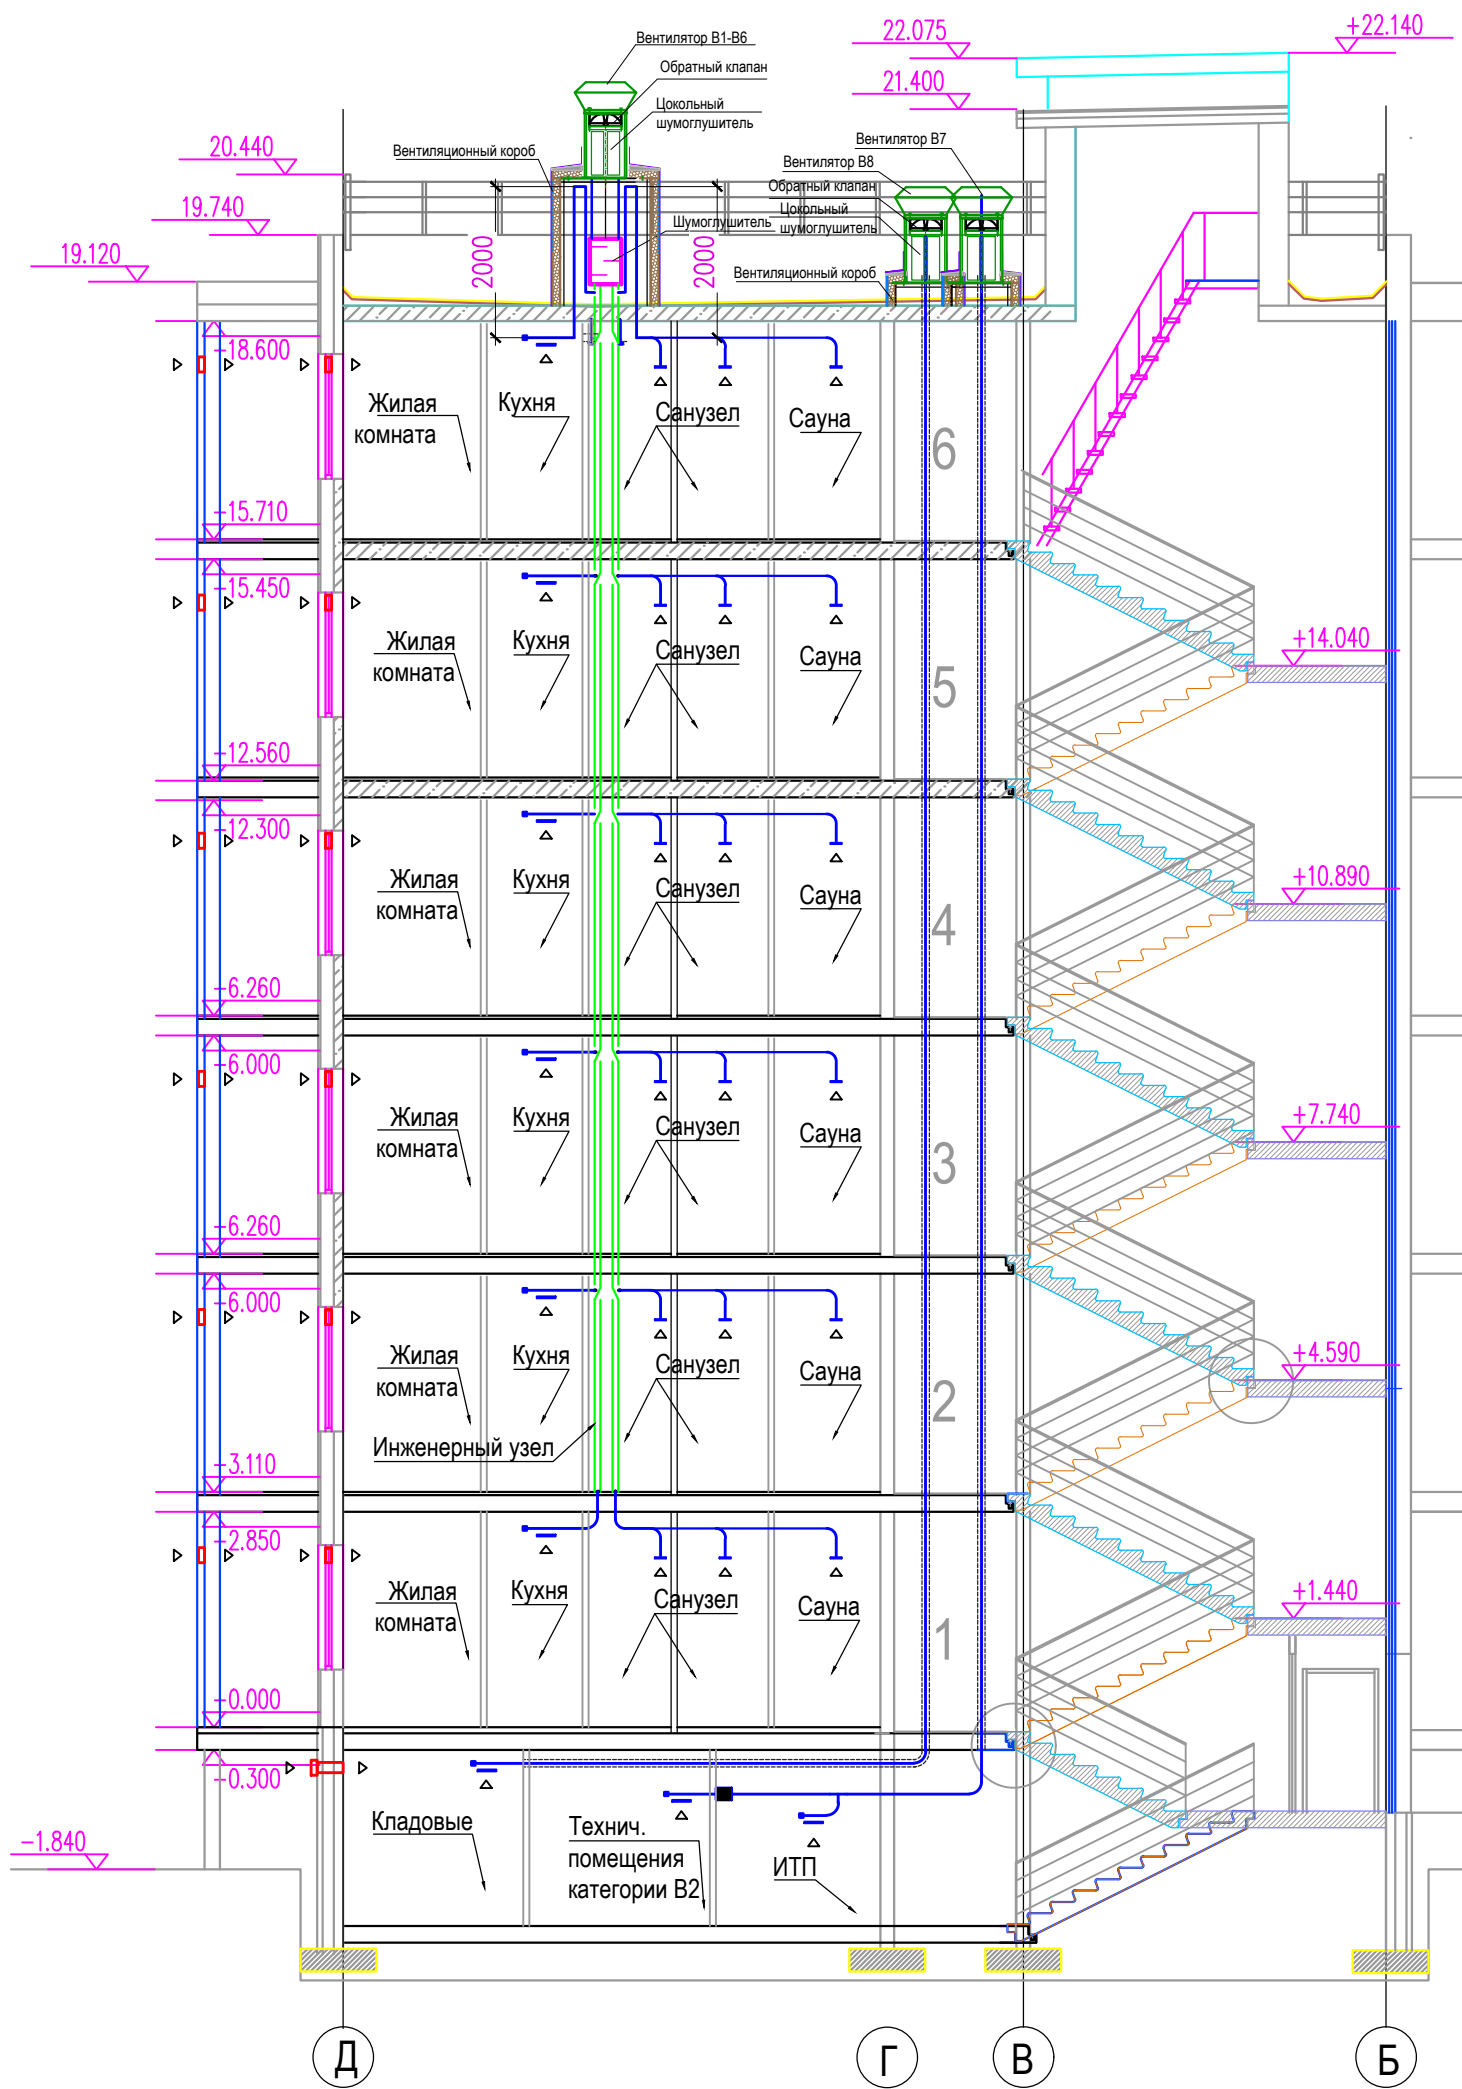 +22.140
22.075
Вентилятор В1-В6
Обратный клапан
21.400
Цокольный
шумоглушитель
20.440
Вентиляционный короб
Вентилятор В7
Вентилятор В8
Обратный клапан
19.740
Цокольный
шумоглушитель
Шумоглушитель
2000
2000
19.120
Вентиляционный короб
18.600
Жилая
комната
Кухня
Санузел
Сауна
6
+15.710
15.450
Жилая
комната
Кухня
Санузел
Сауна
5
+14.040
+12.560
12.300
Жилая
комната
Кухня
Санузел
Сауна
4
+10.890
+6.260
+6.000
Жилая
комната
Кухня
Санузел
Сауна
3
+7.740
+6.260
+6.000
Жилая
комната
Кухня
Санузел
Сауна
2
+4.590
Инженерный узел
+3.110
2.850
Жилая
комната
Кухня
Санузел
Сауна
1
+1.440
+0.000
-0.300
Кладовые
Технич.
помещения
категории В2
ИТП
-1.840
Д
Г
В
Б